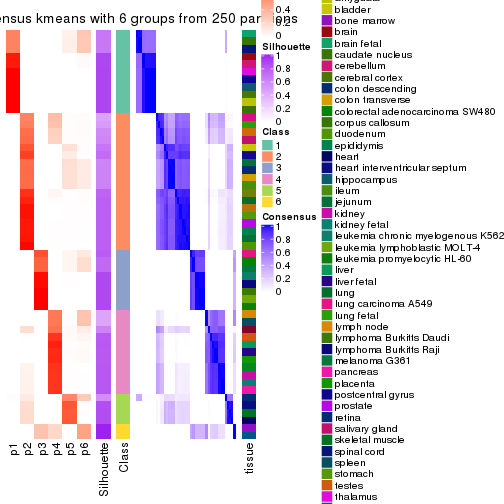 ensus kmeans with 6 groups from 250 par ons
0.4
0.2
0
Silhouette
1
0.8
0.6
0.4
0.2
0
Class
1
2
3
4
5
6
Consensus
1
0.8
0.6
0.4
0.2
0
bladder
bone marrow
brain
brain fetal
caudate nucleus
cerebellum
cerebral cortex
colon descending
colon transverse
colorectal adenocarcinoma SW480
corpus callosum
duodenum
epididymis
heart
heart interventricular septum
hippocampus
ileum
jejunum
kidney
kidney fetal
leukemia chronic myelogenous K562
leukemia lymphoblastic MOLT-4
leukemia promyelocytic HL-60
liver
liver fetal
lung
lung carcinoma A549
lung fetal
lymph node
lymphoma Burkitts Daudi
lymphoma Burkitts Raji
melanoma G361
pancreas
placenta
postcentral gyrus
prostate
retina
salivary gland
skeletal muscle
spinal cord
spleen
stomach
testes
thalamus
p1
p2
p3
p4
p5
p6
Silhouette
Class
tissue